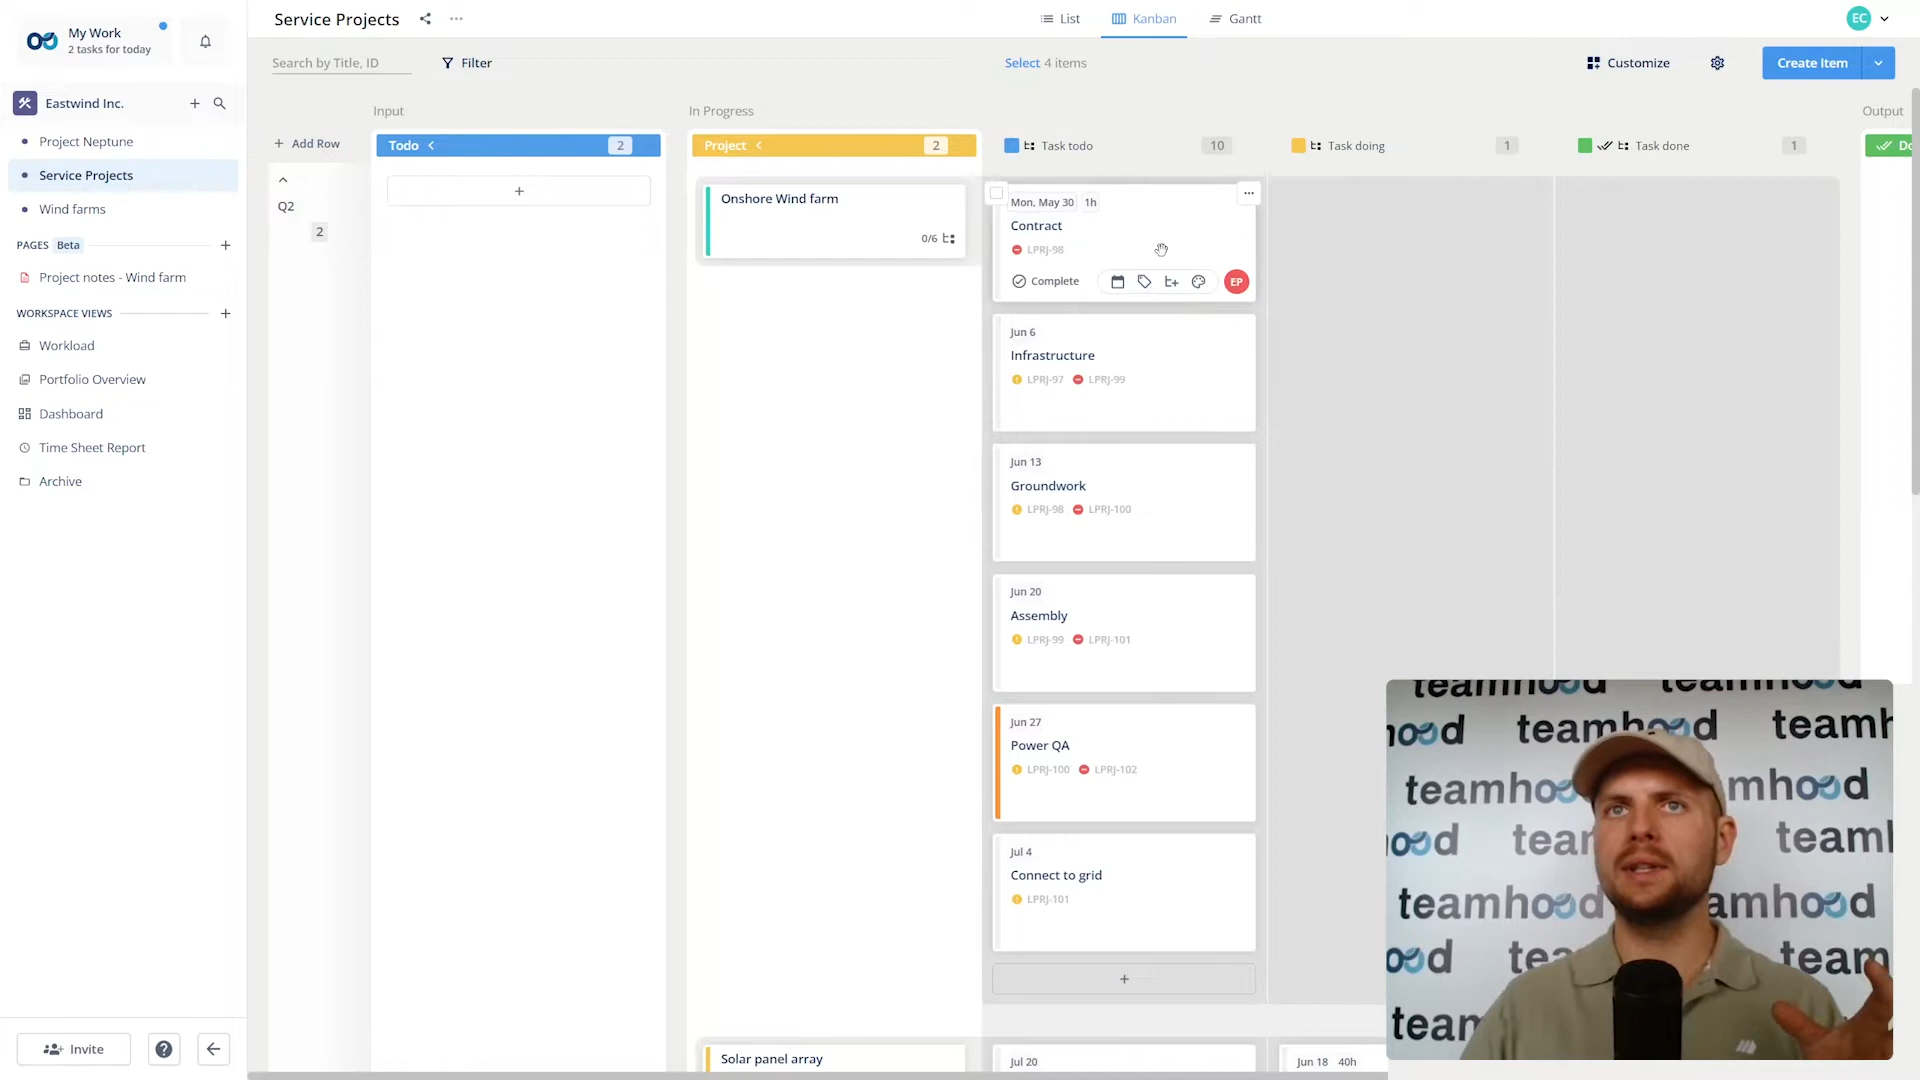 My Work
2 tasks for today
Eastwind Inc.
Project Neptune
Service Projects
Wind farms
PAGES Beta
Project notes - Wind farm
WORKSPACE VIEWS
Workload
Portfolio Overview
Dashboard
Time Sheet Report
Archive
Invite
Service Projects
List
Kanban
Gantt
EC
Search by Title, ID
Filter
Select 4 items
Customize
Create Item
Input
In Progress
Output
+ Add Row
Todo
2
Project
2
Task todo
10
Task doing
1
Task done
1
Q2
2
Onshore Wind farm
0/6
Mon, May 30 1h
Contract
LPRJ-98
Complete
EP
Jun 6
Infrastructure
LPRJ-97 LPRJ-99
Jun 13
Groundwork
LPRJ-98 LPRJ-100
Jun 20
Assembly
LPRJ-99 LPRJ-101
Jun 27
Power QA
LPRJ-100 LPRJ-102
Jul 4
Connect to grid
LPRJ-101
Solar panel array
Jul 20
Jun 18 40h
teamhood teamhood
teamhood
teamhood
teamhood
teamhood